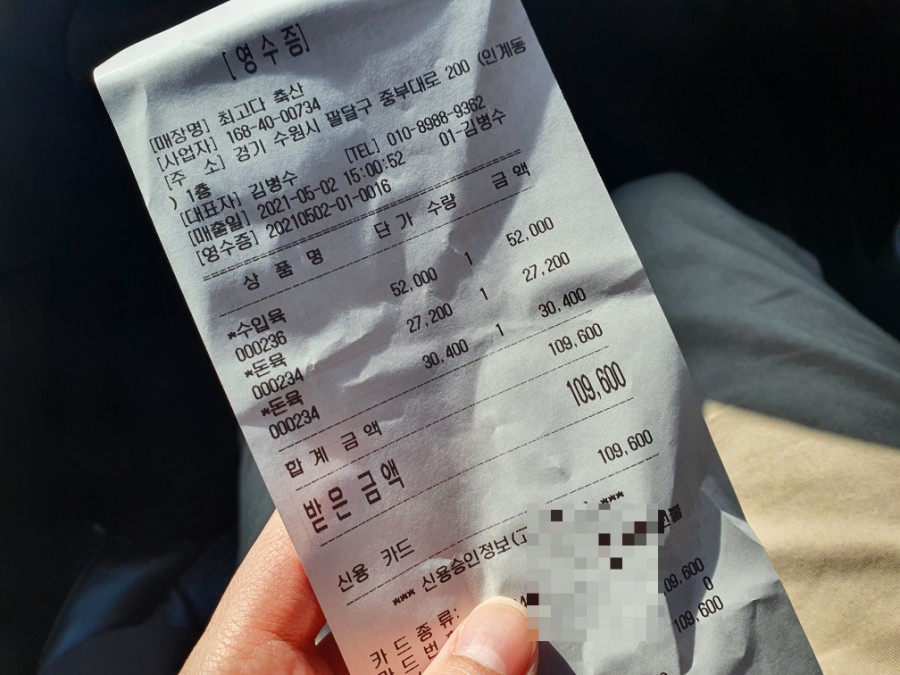 [영수증]
[매장명] 최고다 축산
[사업자] 168-40-00734
[주 소] 경기 수원시 팔달구 중부대로 200 (인계동
) 1층
[대표자] 김병수 [TEL] 010-8988-9362
[매출일] 2021-05-02 15:00:52 01-김병수
[영수증] 20210502-01-0016
상 품 명 단 가 수량 금 액
*수입육 52,000 1 52,000
000236
*돈육 27,200 1 27,200
000234
*돈육 30,400 1 30,400
000234
합 계 금 액 109,600
받은 금액 109,600
신용 카드 109,600
*** 신용승인정보( ***
카드종류:
09,600
0
109,600